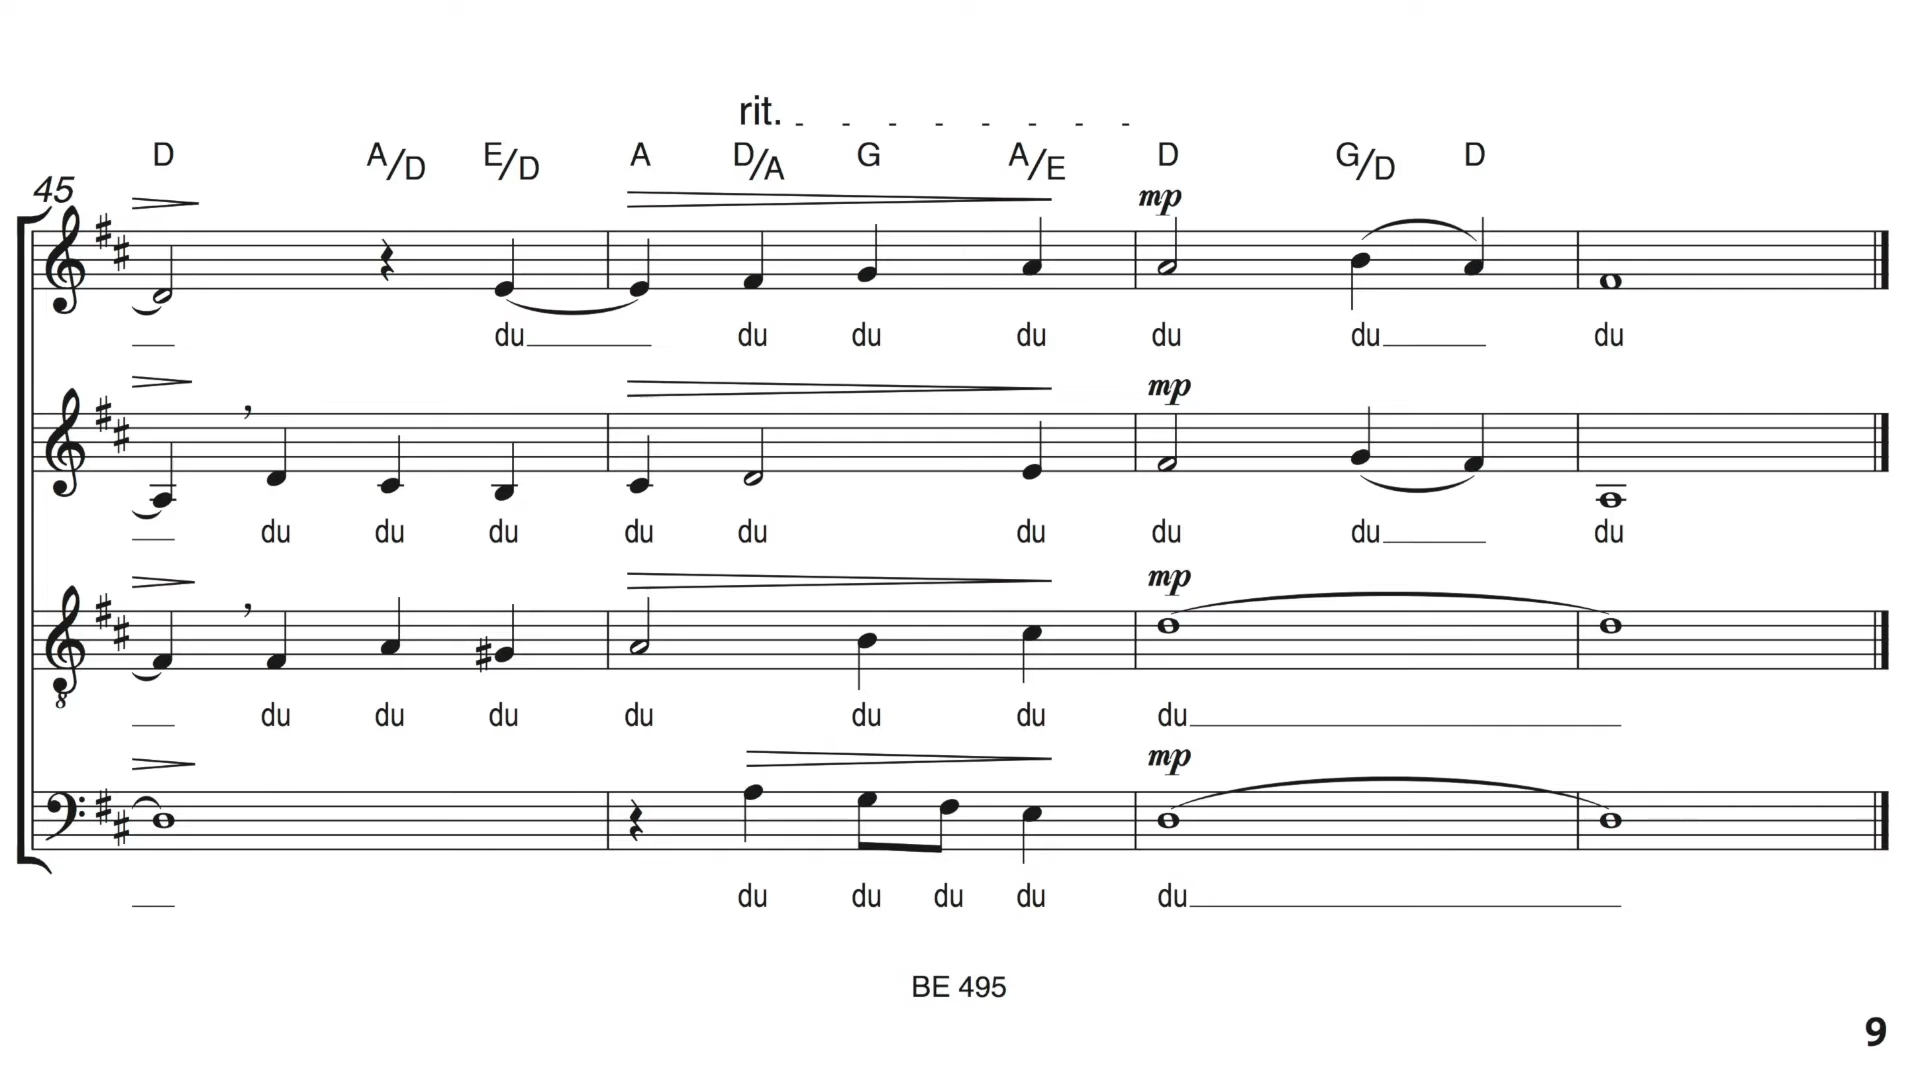 rit.
D A/D E/D A D/A G A/E D G/D D
45
mp
du du du du du du du
mp
du du du du du du du du du
8
mp
du du du du du du du
mp
du du du du du
BE 495
9